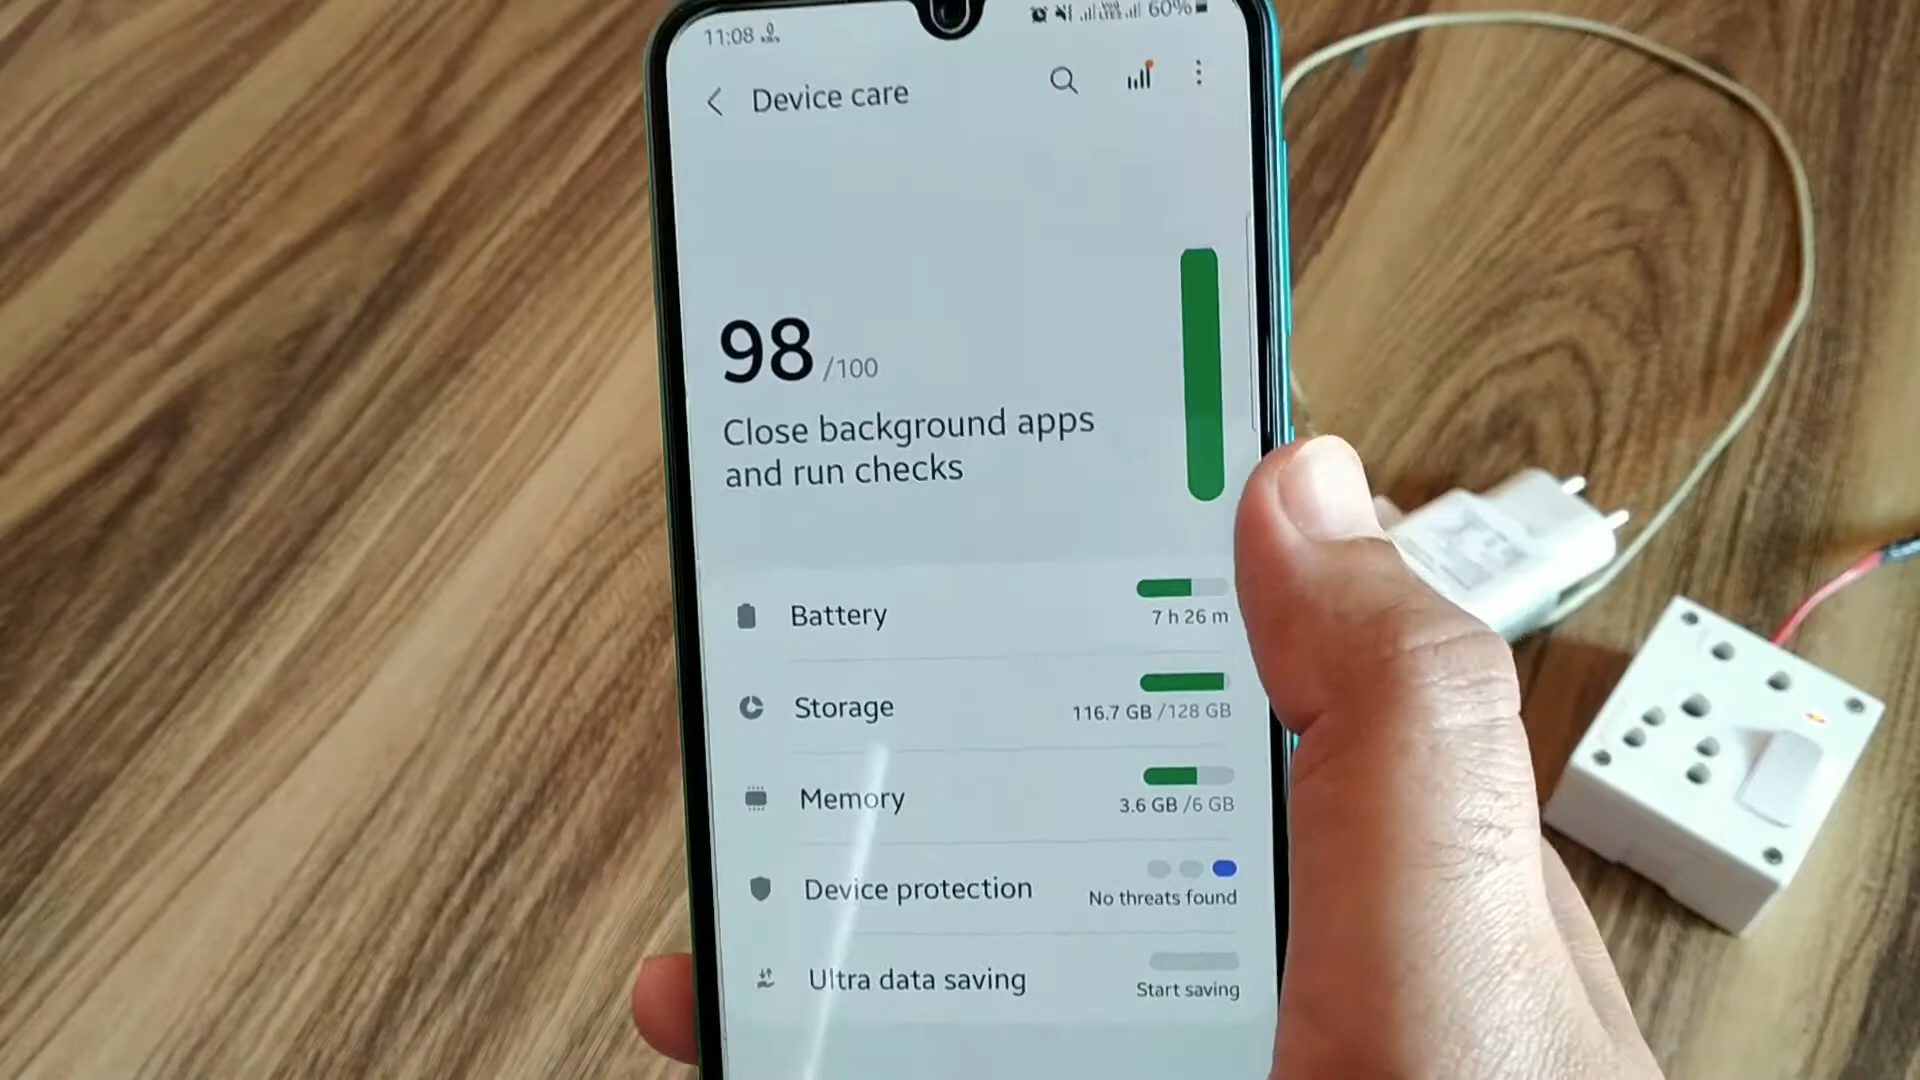 11:08
60%
Device care
98 /100
Close background apps
and run checks
Battery
7 h 26 m
Storage
116.7 GB /128 GB
Memory
3.6 GB /6 GB
Device protection
No threats found
Ultra data saving
Start saving